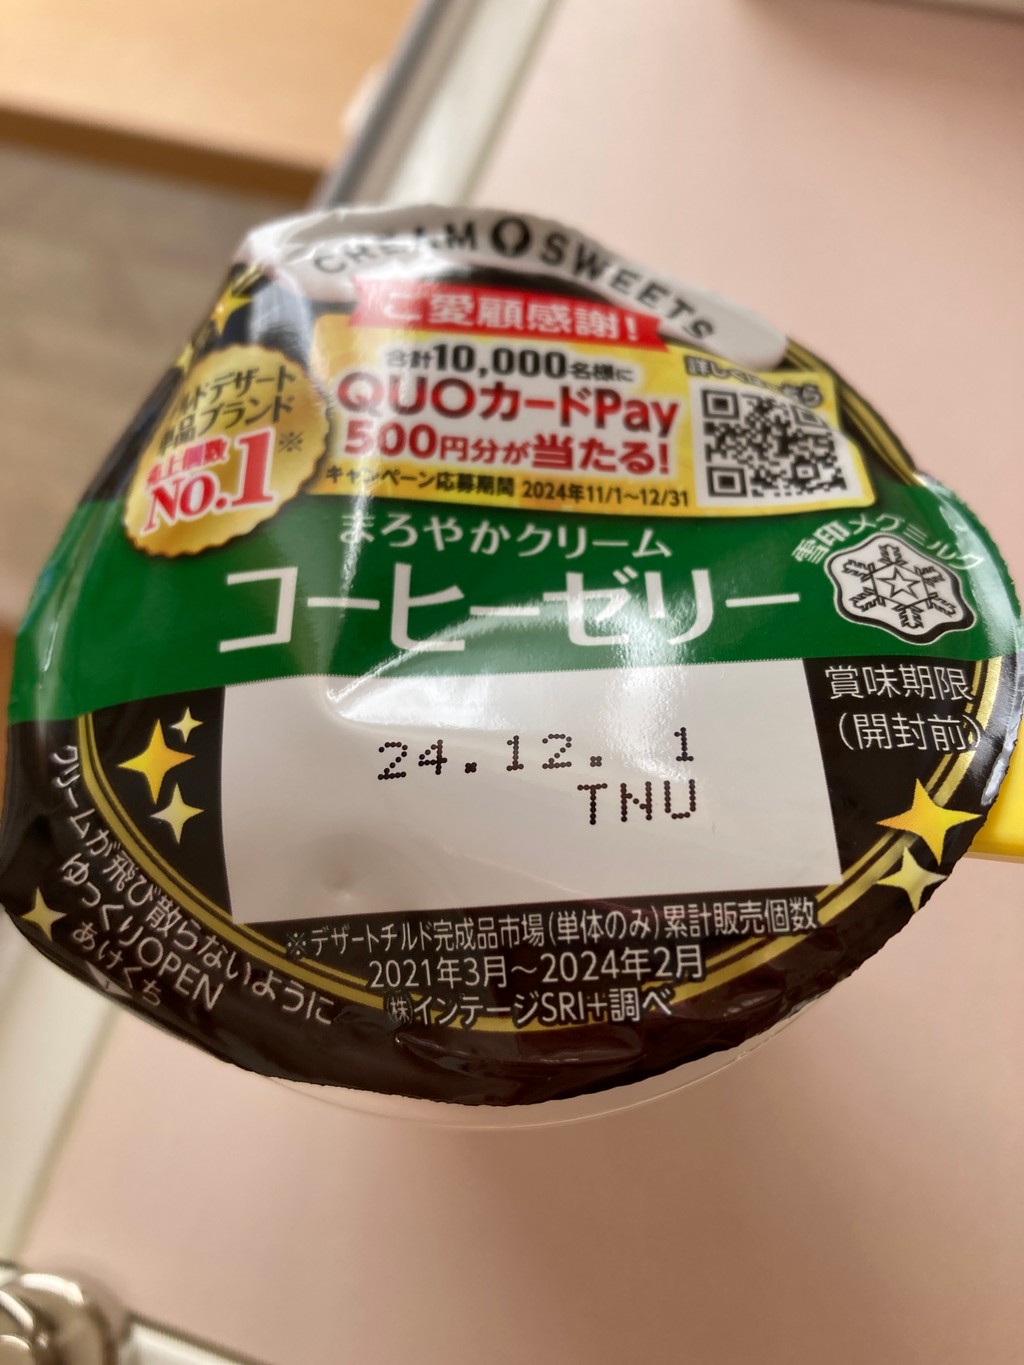 CREAM SWEETS
ご愛顧感謝!
合計10,000名様に
QUOカードPay
500円分が当たる!
キャンペーン応募期間 2024年11/1~12/31
詳しくはこちら
ルドデザート
単品ブランド
売上個数※
NO.1
まろやかクリーム
コーヒーゼリー
雪印メグミルク
賞味期限
(開封前)
24.12. 1
TNU
クリームが飛び散らないように
ゆっくりOPEN
あけくち
※デザートチルド完成品市場(単体のみ)累計販売個数
2021年3月~2024年2月
㈱インテージSRI+調べ